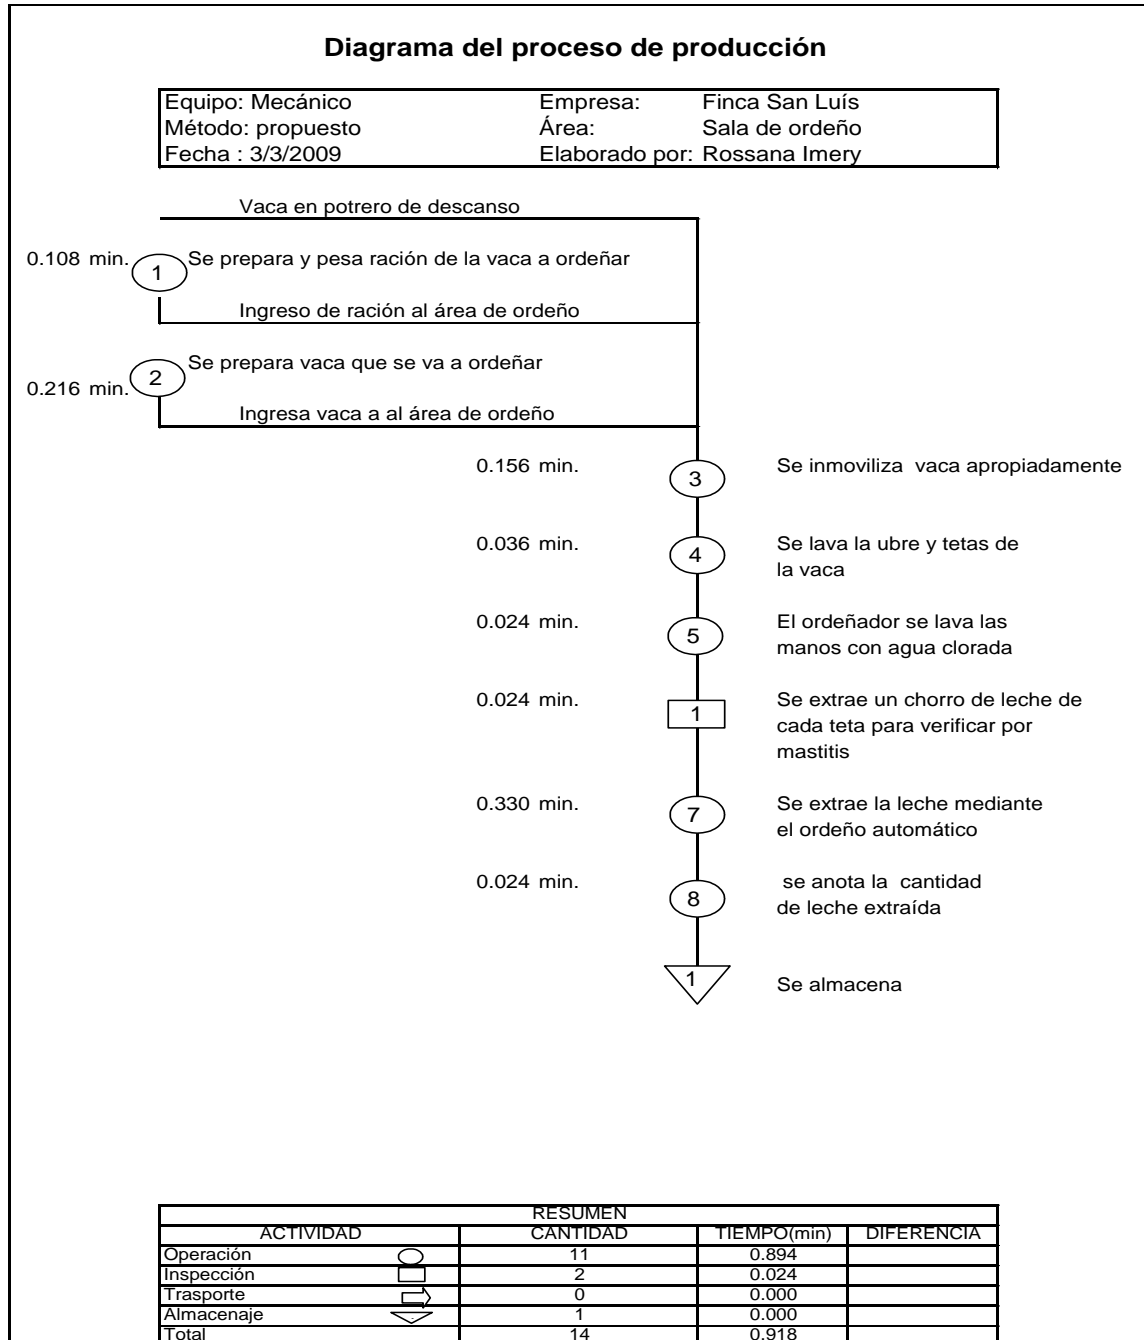 Diagrama del proceso de producción
Equipo: Mecánico Empresa: Finca San Luís
Método: propuesto Área: Sala de ordeño
Fecha : 3/3/2009 Elaborado por: Rossana Imery
Vaca en potrero de descanso
0.108 min. 1 Se prepara y pesa ración de la vaca a ordeñar
Ingreso de ración al área de ordeño
Se prepara vaca que se va a ordeñar
0.216 min. 2
Ingresa vaca a al área de ordeño
0.156 min. 3 Se inmoviliza vaca apropiadamente
0.036 min. 4 Se lava la ubre y tetas de
la vaca
0.024 min. 5 El ordeñador se lava las
manos con agua clorada
0.024 min. 1 Se extrae un chorro de leche de
cada teta para verificar por
mastitis
0.330 min. 7 Se extrae la leche mediante
el ordeño automático
0.024 min. 8 se anota la cantidad
de leche extraída
1 Se almacena
RESUMEN
ACTIVIDAD CANTIDAD TIEMPO(min) DIFERENCIA
Operación 11 0.894
Inspección 2 0.024
Trasporte 0 0.000
Almacenaje 1 0.000
Total 14 0.918